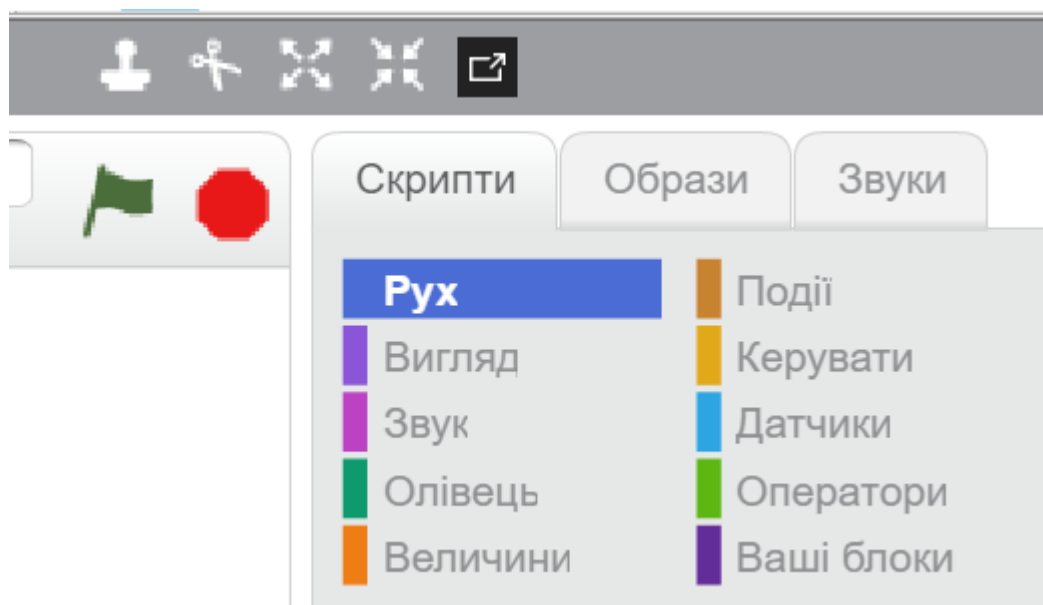 Скрипти Образи Звуки
Рух Події
Вигляд Керувати
Звук Датчики
Олівець Оператори
Величини Ваші блоки